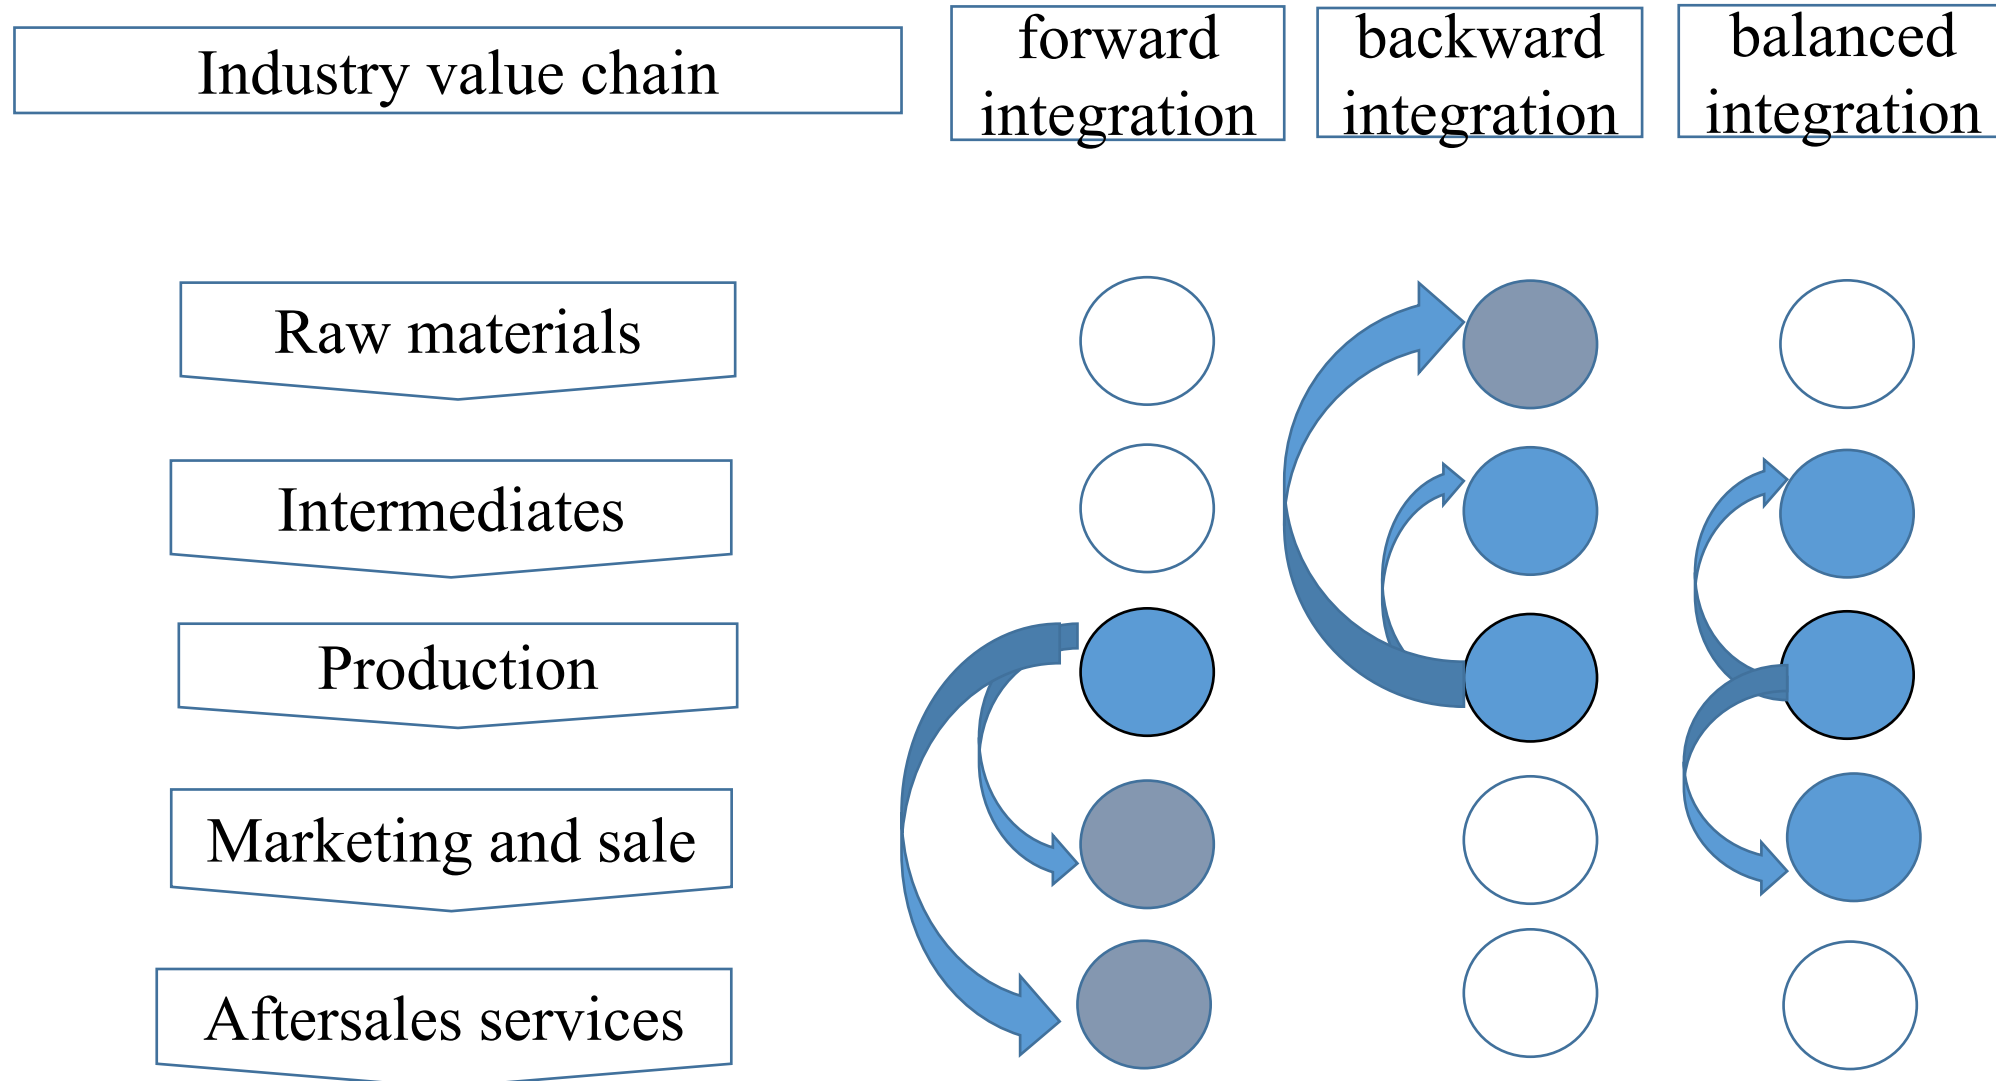 Industry value chain
forward
integration
backward
integration
balanced
integration
Raw materials
Intermediates
Production
Marketing and sale
Aftersales services